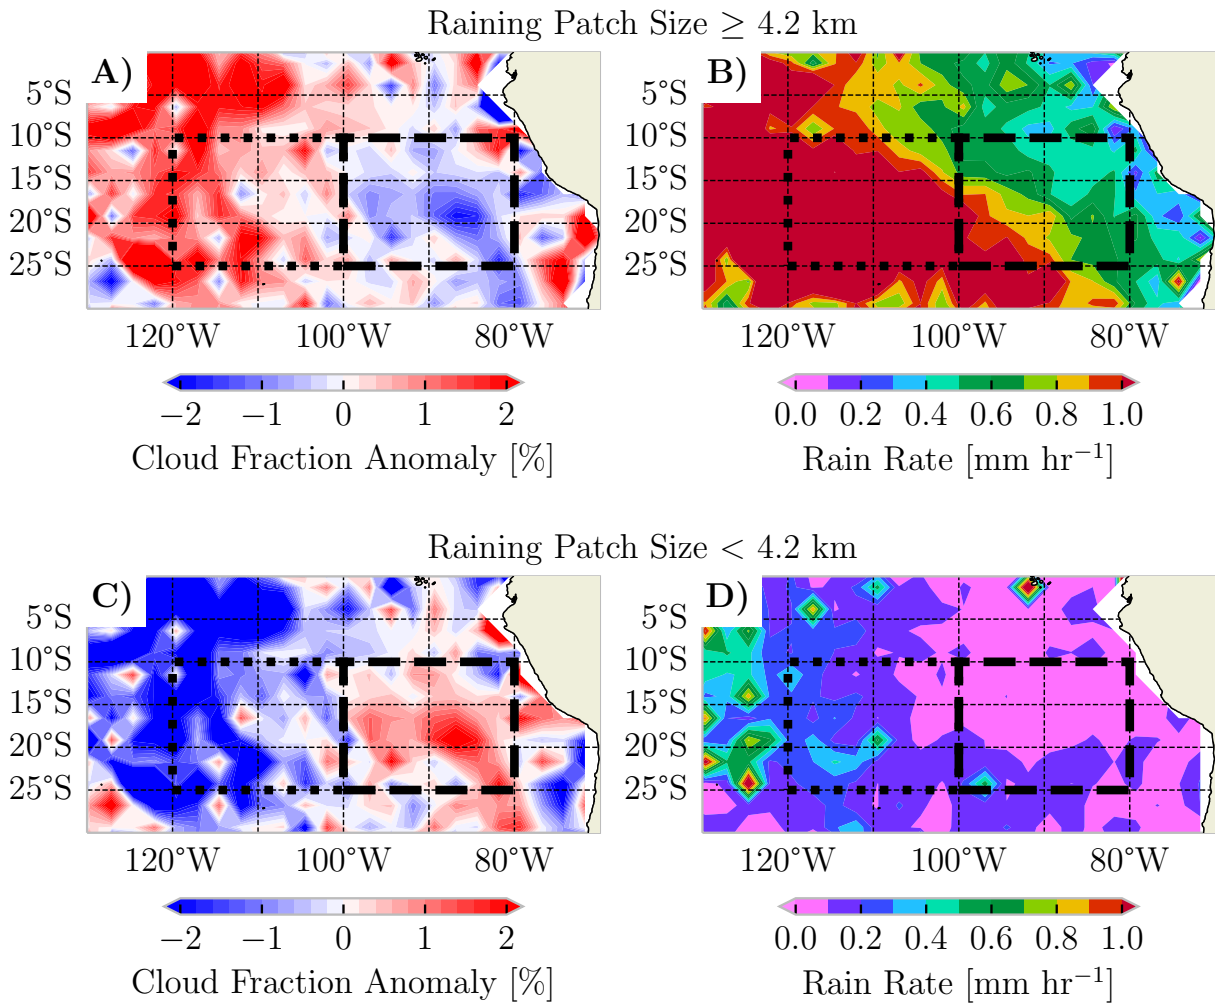 Raining Patch Size ≥ 4.2 km
A)
B)
5°S
5°S
10°S
10°S
15°S
15°S
20°S
20°S
25°S
25°S
120°W 100°W 80°W
120°W 100°W 80°W
−2 −1 0 1 2
0.0 0.2 0.4 0.6 0.8 1.0
Cloud Fraction Anomaly [%]
Rain Rate [mm hr⁻¹]
Raining Patch Size < 4.2 km
C)
D)
5°S
5°S
10°S
10°S
15°S
15°S
20°S
20°S
25°S
25°S
120°W 100°W 80°W
120°W 100°W 80°W
−2 −1 0 1 2
0.0 0.2 0.4 0.6 0.8 1.0
Cloud Fraction Anomaly [%]
Rain Rate [mm hr⁻¹]